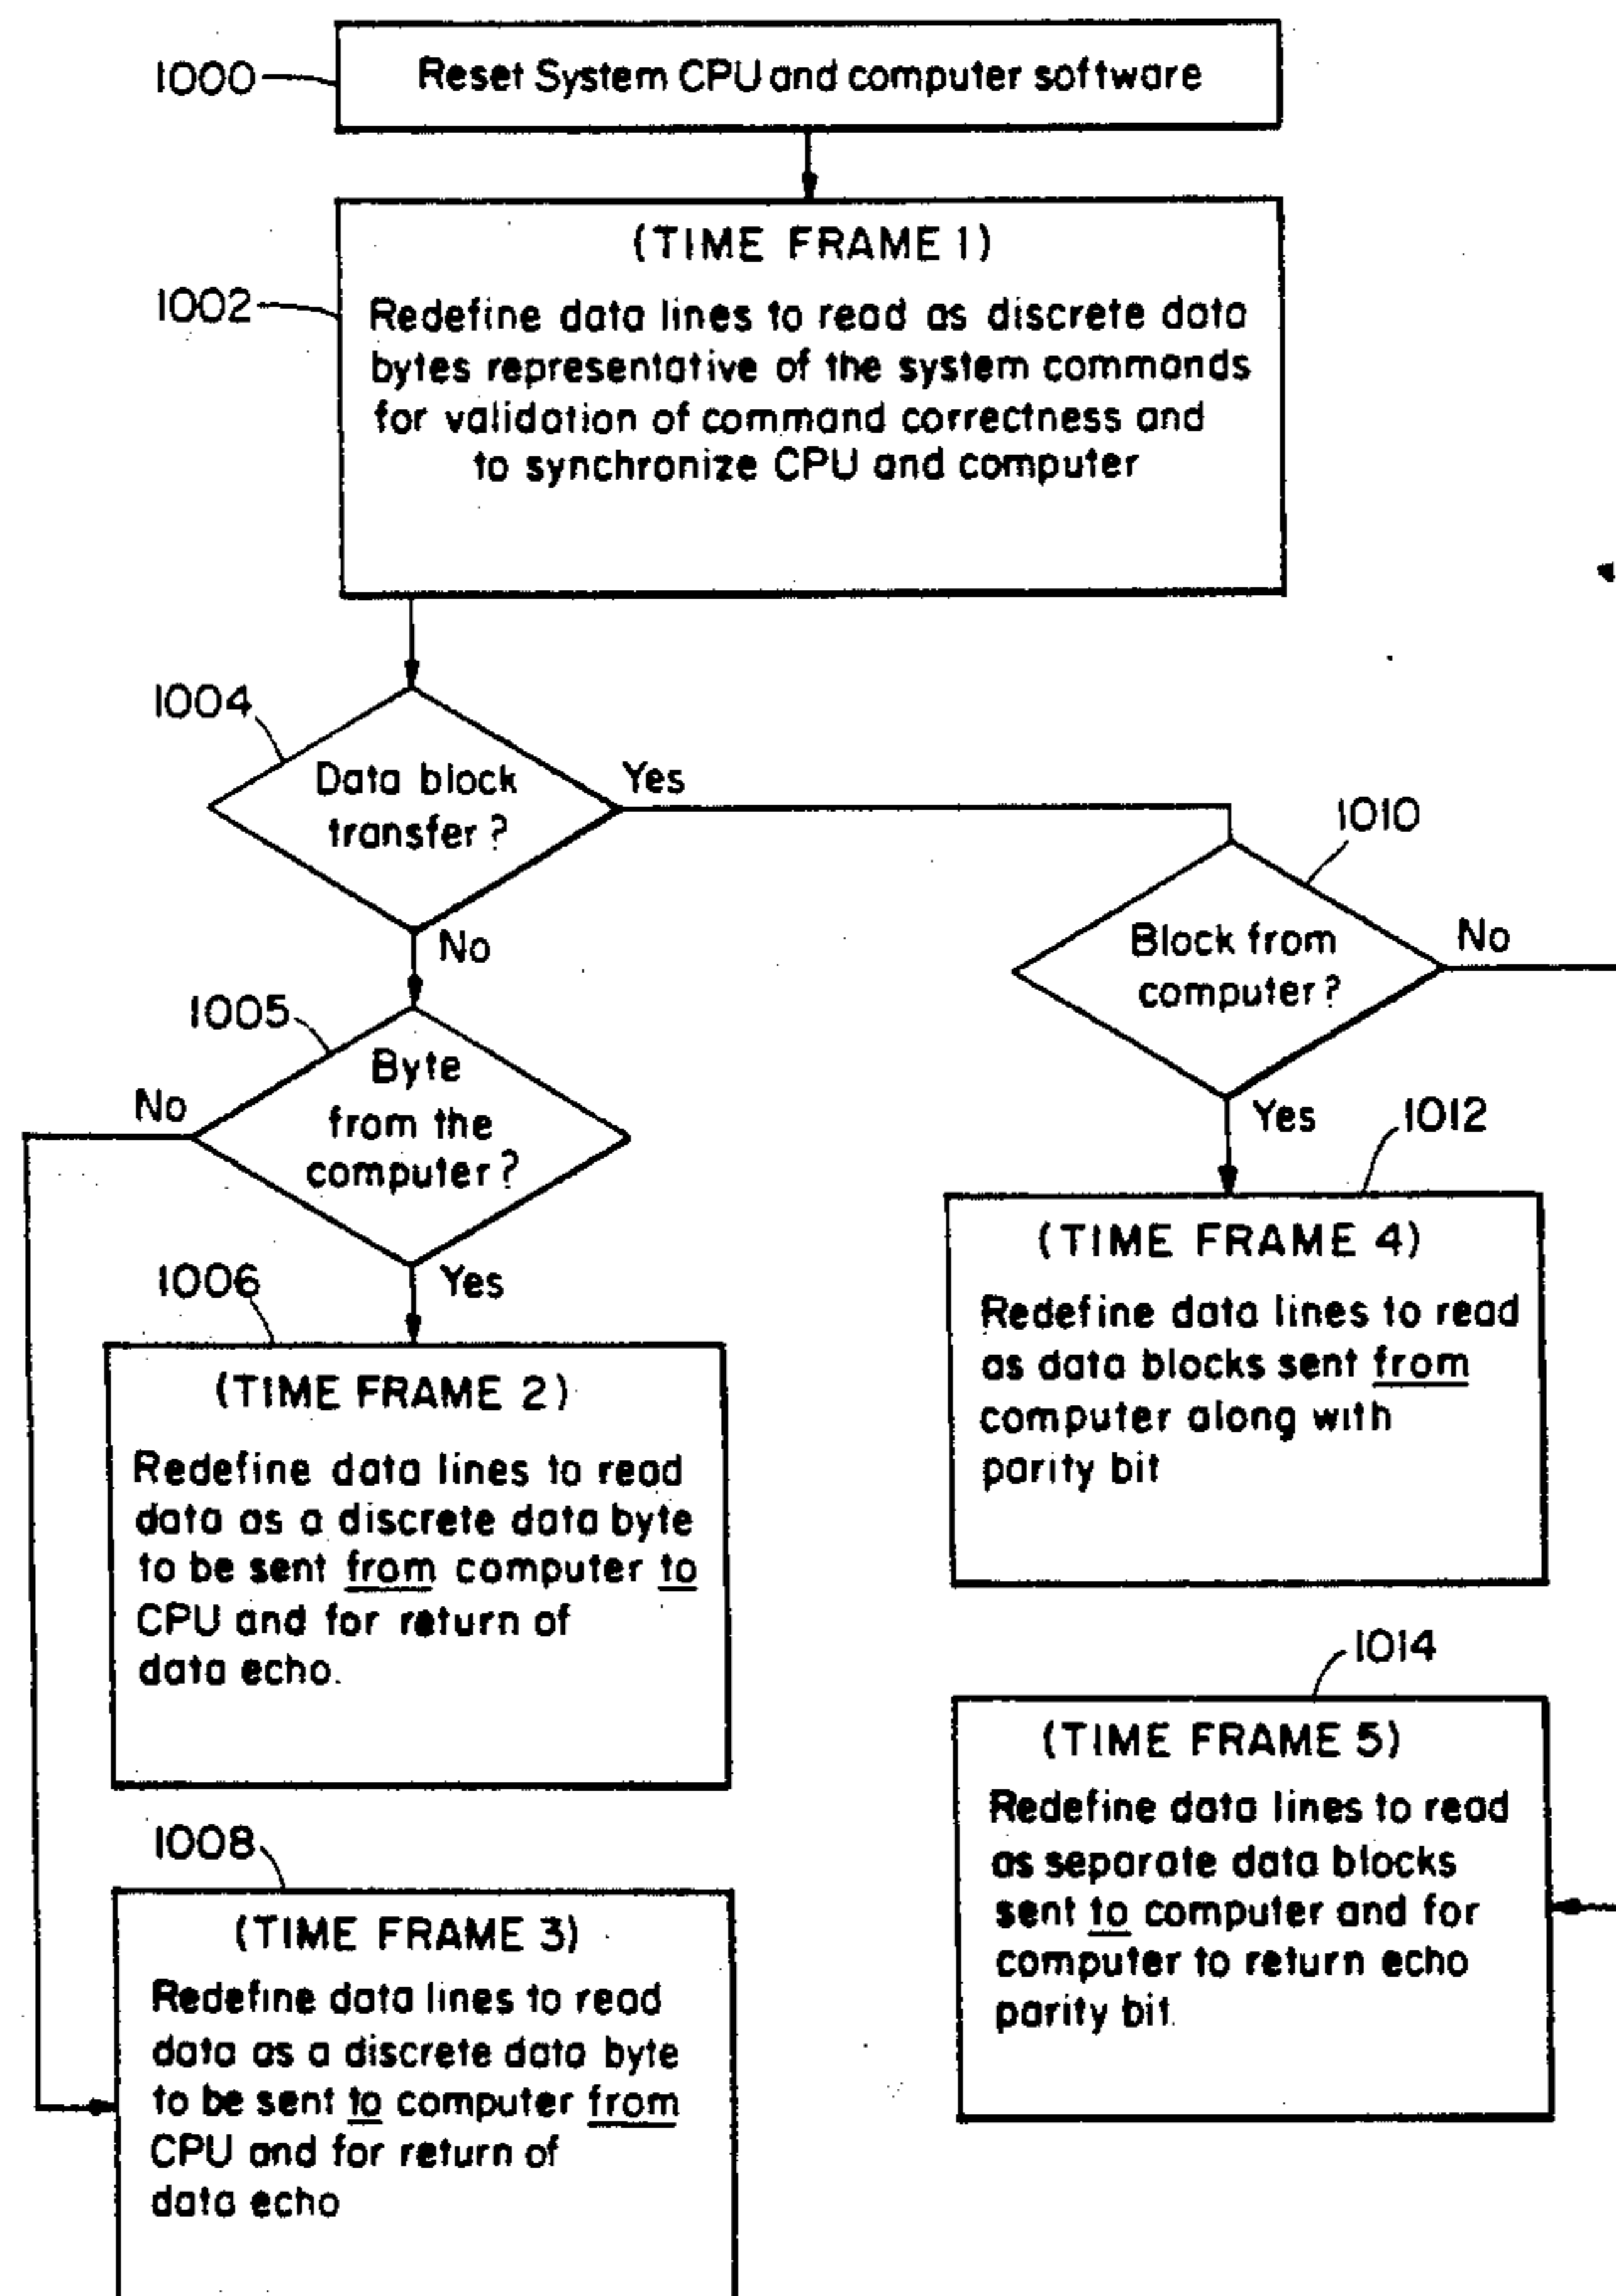 1000
Reset System CPU and computer software
(TIME FRAME 1)
1002
Redefine data lines to read as discrete data
bytes representative of the system commands
for validation of command correctness and
to synchronize CPU and computer
1004
Data block
transfer?
Yes
No
1010
Block from
computer?
No
Yes
1005
Byte
from the
computer?
No
Yes
1012
(TIME FRAME 4)
Redefine data lines to read
as data blocks sent from
computer along with
parity bit
1006
(TIME FRAME 2)
Redefine data lines to read
data as a discrete data byte
to be sent from computer to
CPU and for return of
data echo.
1014
(TIME FRAME 5)
Redefine data lines to read
as separate data blocks
sent to computer and for
computer to return echo
parity bit.
1008
(TIME FRAME 3)
Redefine data lines to read
data as a discrete data byte
to be sent to computer from
CPU and for return of
data echo